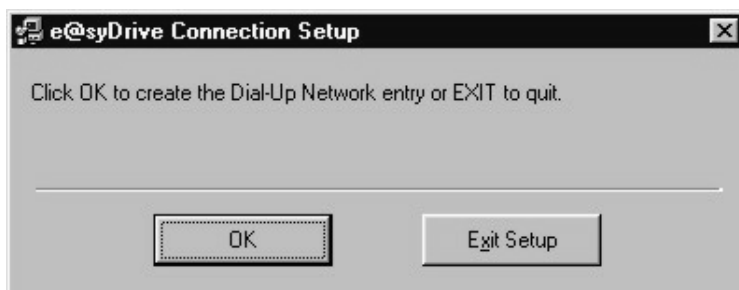 e@syDrive Connection Setup
Click OK to create the Dial-Up Network entry or EXIT to quit.
OK
Exit Setup